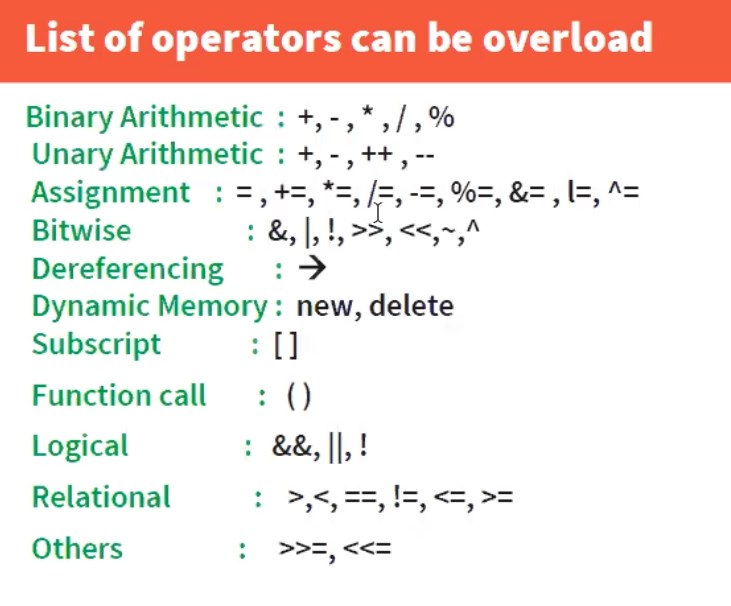 List of operators can be overload
Binary Arithmetic : +, - , * , / , %
Unary Arithmetic : +, - , ++ , --
Assignment : = , +=, *=, /=, -=, %=, &= , l=, ^=
Bitwise : &, |, !, >>, <<,~,^
Dereferencing : →
Dynamic Memory : new, delete
Subscript : [ ]
Function call : ( )
Logical : &&, ||, !
Relational : >,<, ==, !=, <=, >=
Others : >>=, <<=